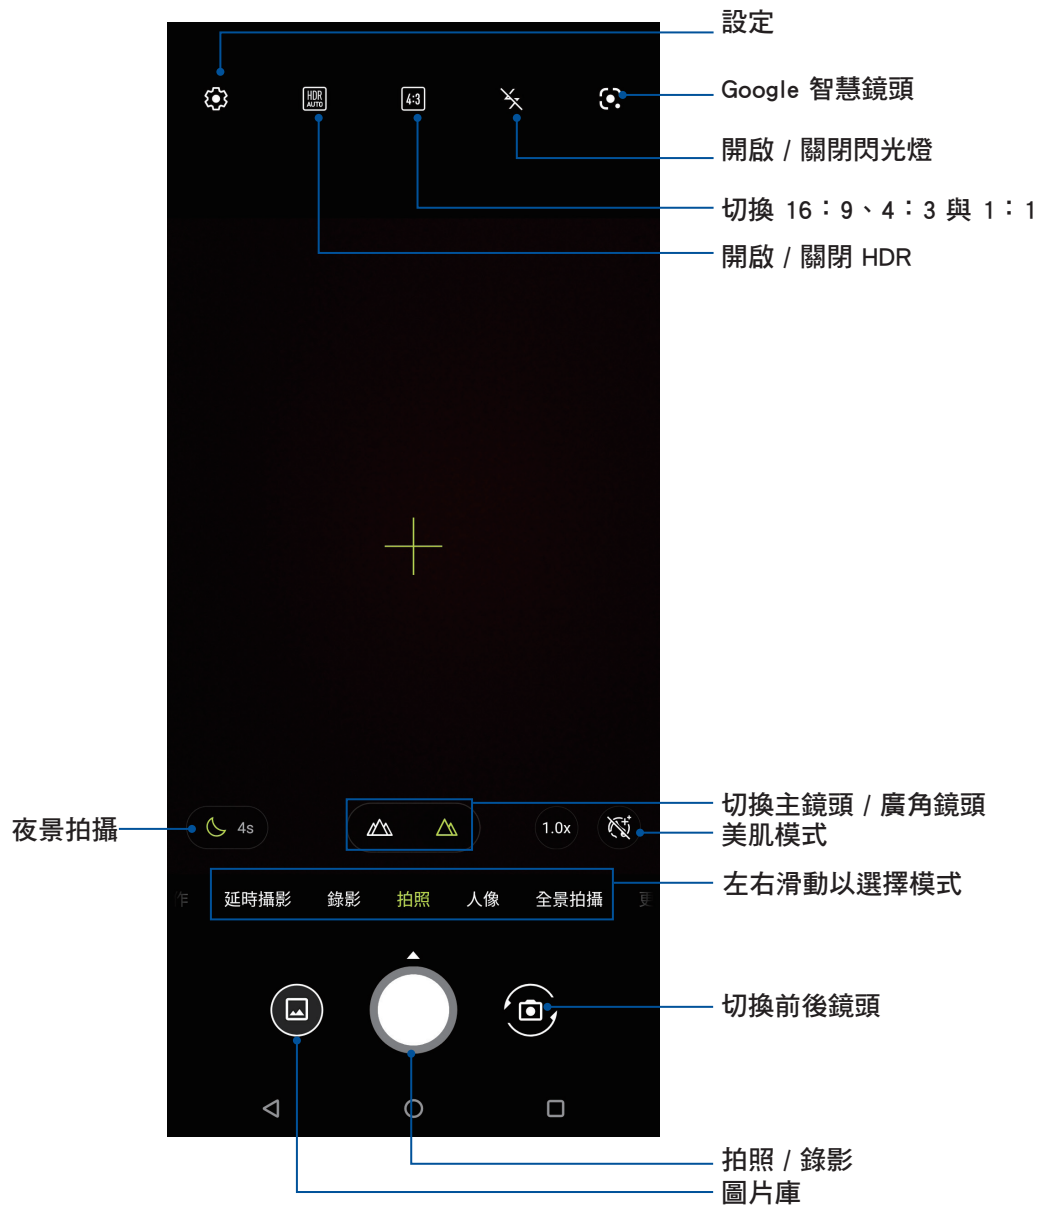 設定
Google 智慧鏡頭
HDR
AUTO
4:3
開啟 / 關閉閃光燈
切換 16：9、4：3 與 1：1
開啟 / 關閉 HDR
夜景拍攝
4s
1.0x
切換主鏡頭 / 廣角鏡頭
美肌模式
左右滑動以選擇模式
作 延時攝影 錄影 拍照 人像 全景拍攝 更
切換前後鏡頭
拍照 / 錄影
圖片庫